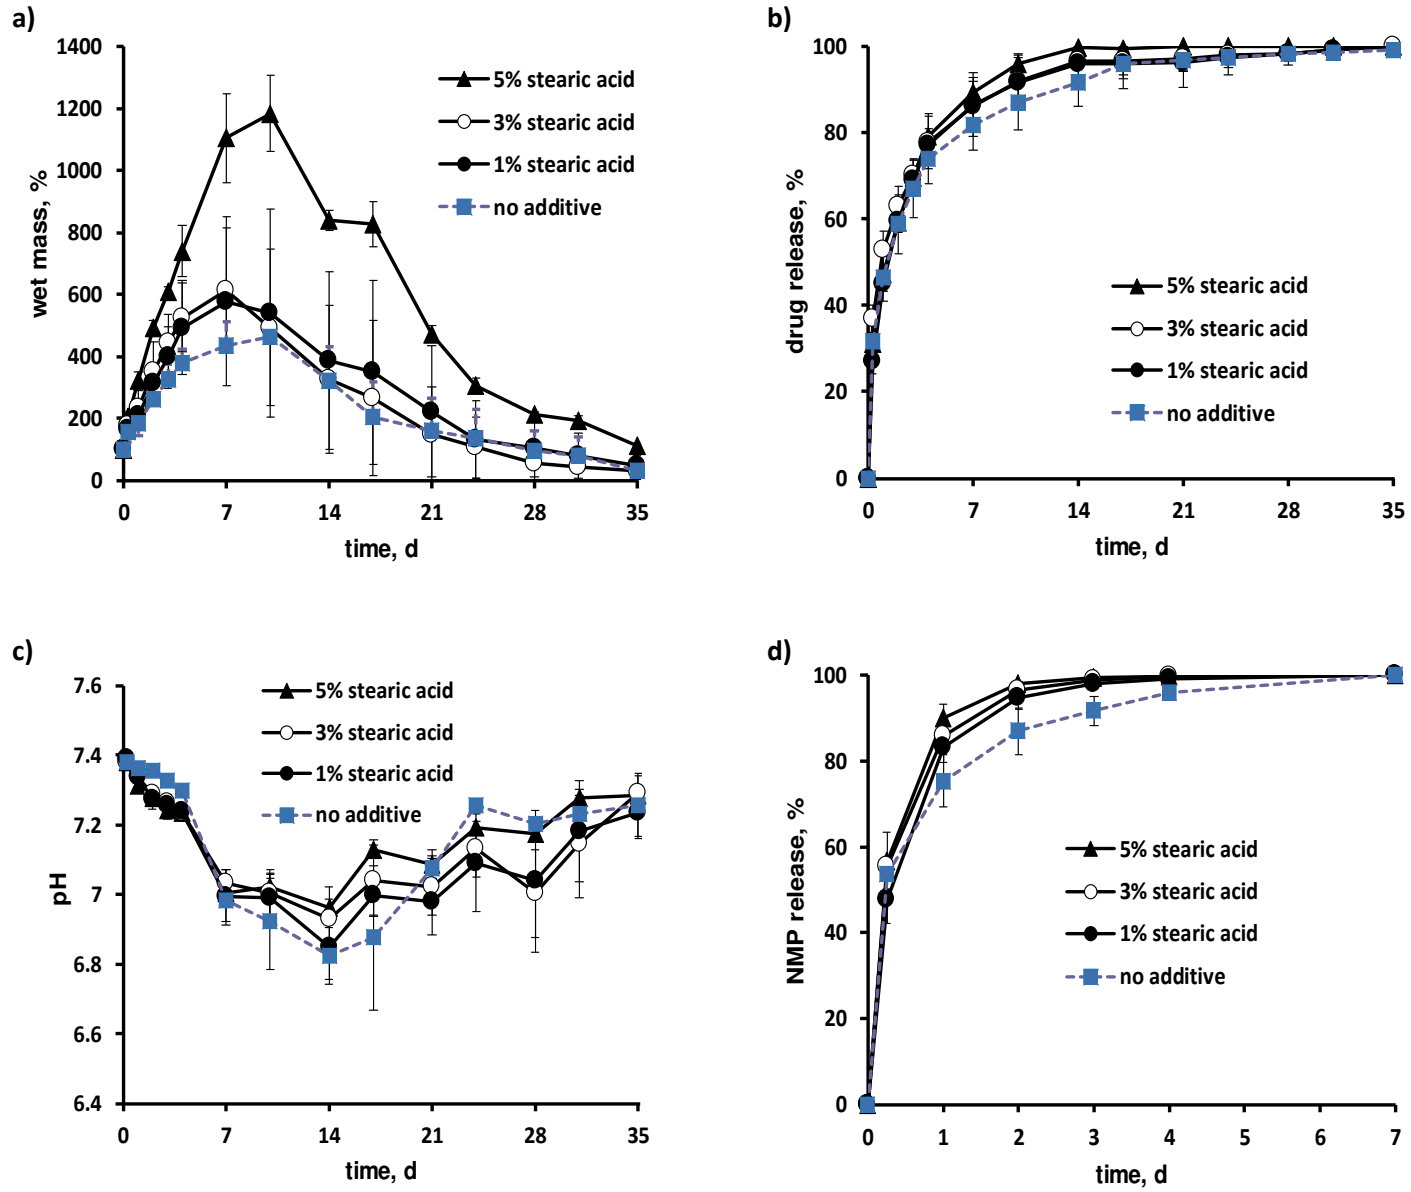 a)
1400
1200
1000
800
600
400
200
0
wet mass, %
5% stearic acid
3% stearic acid
1% stearic acid
no additive
0 7 14 21 28 35
time, d
b)
100
80
60
40
20
0
drug release, %
5% stearic acid
3% stearic acid
1% stearic acid
no additive
0 7 14 21 28 35
time, d
c)
7.6
7.4
7.2
7
6.8
6.6
6.4
pH
5% stearic acid
3% stearic acid
1% stearic acid
no additive
0 7 14 21 28 35
time, d
d)
100
80
60
40
20
0
NMP release, %
5% stearic acid
3% stearic acid
1% stearic acid
no additive
0 1 2 3 4 5 6 7
time, d